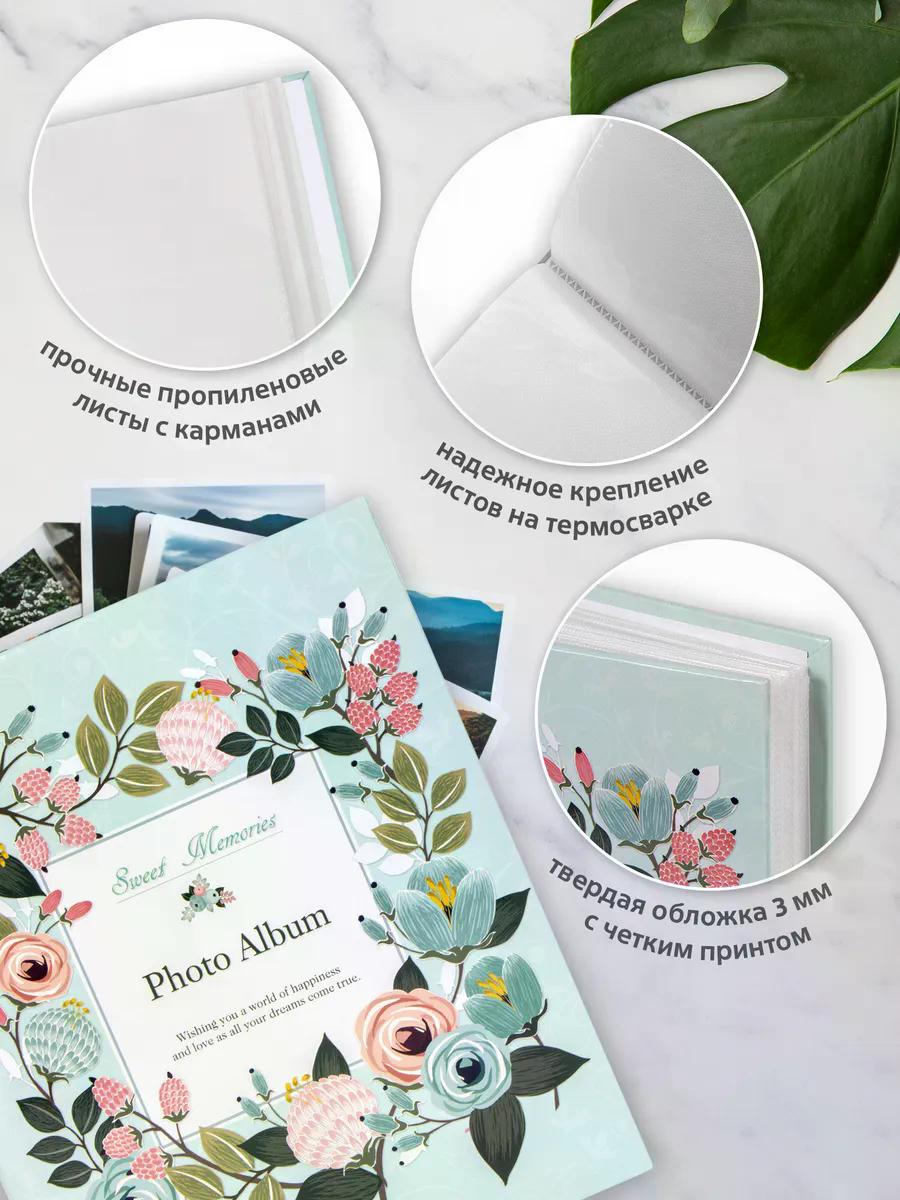 прочные пропиленовые
листы с карманами
надежное крепление
листов на термосварке
твердая обложка 3 мм
с четким принтом
Sweet Memories
Photo Album
Wishing you a world of happiness
and love as all your dreams come true.